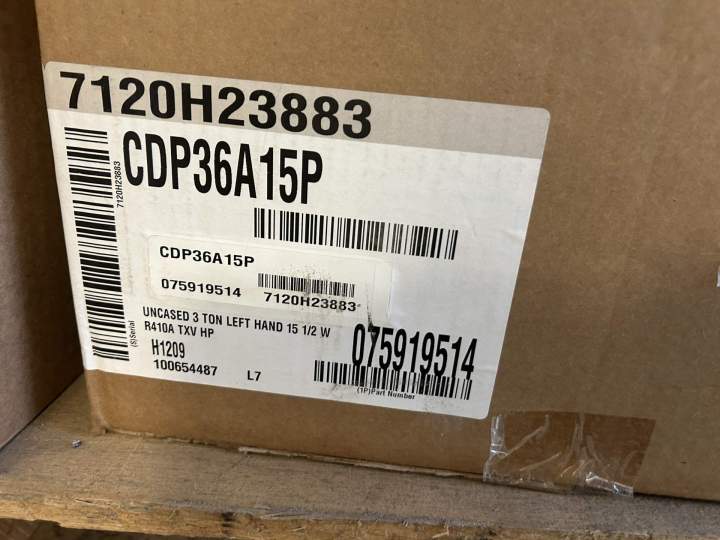 7120H23883
CDP36A15P
7120H23883
(S)Serial
CDP36A15P
075919514
7120H23883
UNCASED 3 TON LEFT HAND 15 1/2 W
R410A TXV HP
H1209
075919514
100654487 L7
(1P)Part Number